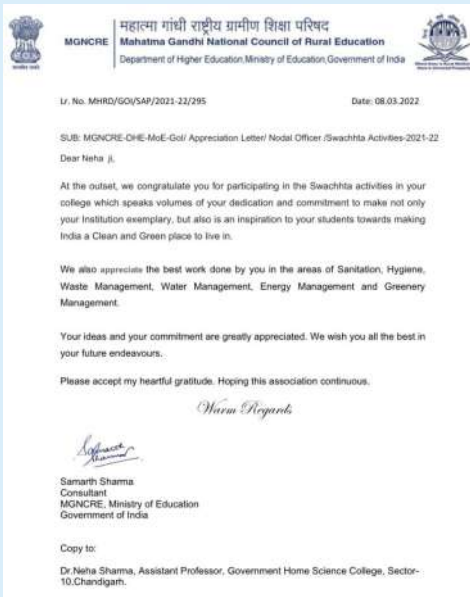 महात्मा गांधी राष्ट्रीय ग्रामीण शिक्षा परिषद
MGNCRE
Mahatma Gandhi National Council of Rural Education
Department of Higher Education,Ministry of Education,Government of India
Lr. No. MHRD/GOI/SAP/2021-22/295
Date: 08.03.2022
SUB: MGNCRE-DHE-MoE-GoI/ Appreciation Letter/ Nodal Officer /Swachhta Activities-2021-22
Dear Neha ji,
At the outset, we congratulate you for participating in the Swachhta activities in your
college which speaks volumes of your dedication and commitment to make not only
your Institution exemplary, but also is an inspiration to your students towards making
India a Clean and Green place to live in.
We also appreciate the best work done by you in the areas of Sanitation, Hygiene,
Waste Management, Water Management, Energy Management and Greenery
Management.
Your ideas and your commitment are greatly appreciated. We wish you all the best in
your future endeavours.
Please accept my heartful gratitude. Hoping this association continuous.
Warm Regards
Samarth Sharma
Samarth Sharma
Consultant
MGNCRE, Ministry of Education
Government of India
Copy to:
Dr.Neha Sharma, Assistant Professor, Government Home Science College, Sector-
10,Chandigarh.